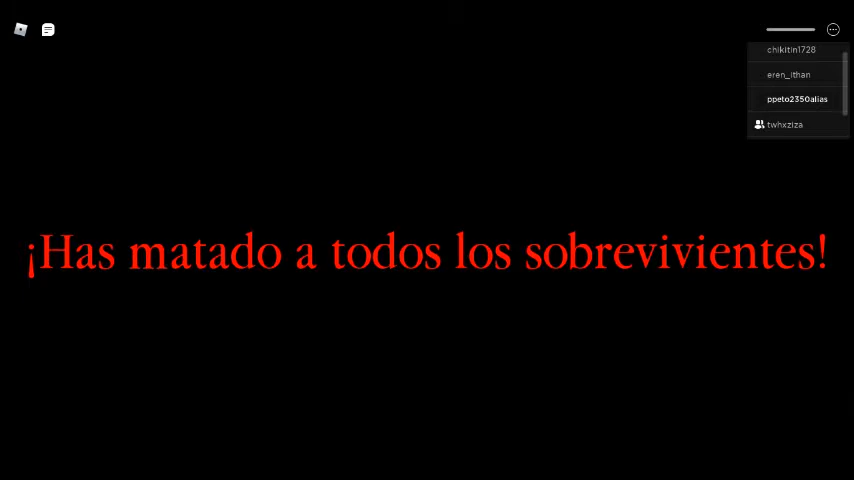 chikitin1728
eren_ithan
ppeto2350alias
twhxziza
¡Has matado a todos los sobrevivientes!